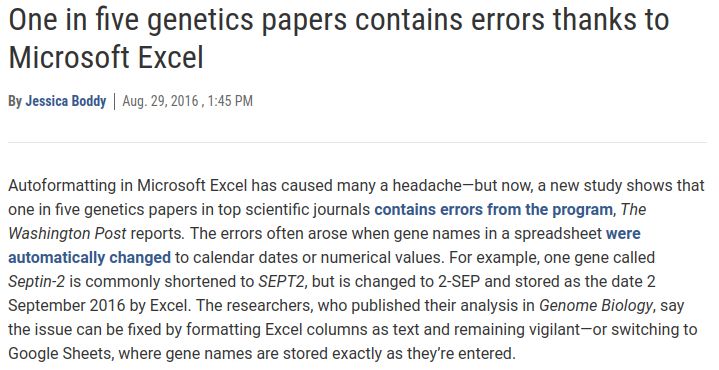 One in five genetics papers contains errors thanks to
Microsoft Excel
By Jessica Boddy | Aug. 29, 2016 , 1:45 PM
Autoformatting in Microsoft Excel has caused many a headache—but now, a new study shows that
one in five genetics papers in top scientific journals contains errors from the program, The
Washington Post reports. The errors often arose when gene names in a spreadsheet were
automatically changed to calendar dates or numerical values. For example, one gene called
Septin-2 is commonly shortened to SEPT2, but is changed to 2-SEP and stored as the date 2
September 2016 by Excel. The researchers, who published their analysis in Genome Biology, say
the issue can be fixed by formatting Excel columns as text and remaining vigilant—or switching to
Google Sheets, where gene names are stored exactly as they’re entered.